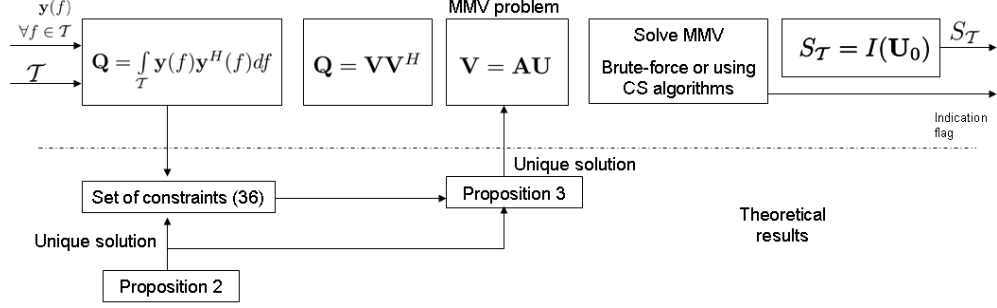 y(f)
∀f ∈ 𝒯
𝒯
Q = ∫ y(f)y^H(f)df
𝒯
Q = VV^H
MMV problem
V = AU
Solve MMV
Brute-force or using
CS algorithms
S_𝒯 = I(U_0)
S_𝒯
Indication
flag
Unique solution
Set of constraints (36)
Proposition 3
Theoretical
results
Unique solution
Proposition 2